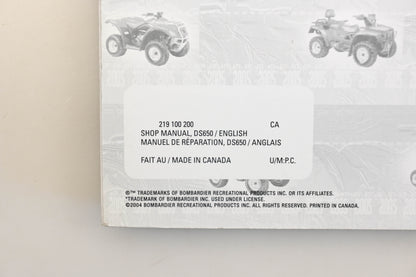 219 100 200 CA
SHOP MANUAL, DS650 / ENGLISH
MANUEL DE RÉPARATION, DS650 / ANGLAIS
FAIT AU / MADE IN CANADA U/M:P.C.
®™ TRADEMARKS OF BOMBARDIER RECREATIONAL PRODUCTS INC. OR ITS AFFILIATES.
*TRADEMARK OF BOMBARDIER INC. USED UNDER LICENSE.
©2004 BOMBARDIER RECREATIONAL PRODUCTS INC. ALL RIGHTS RESERVED. PRINTED IN CANADA.